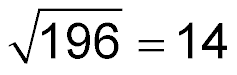 √196 = 14